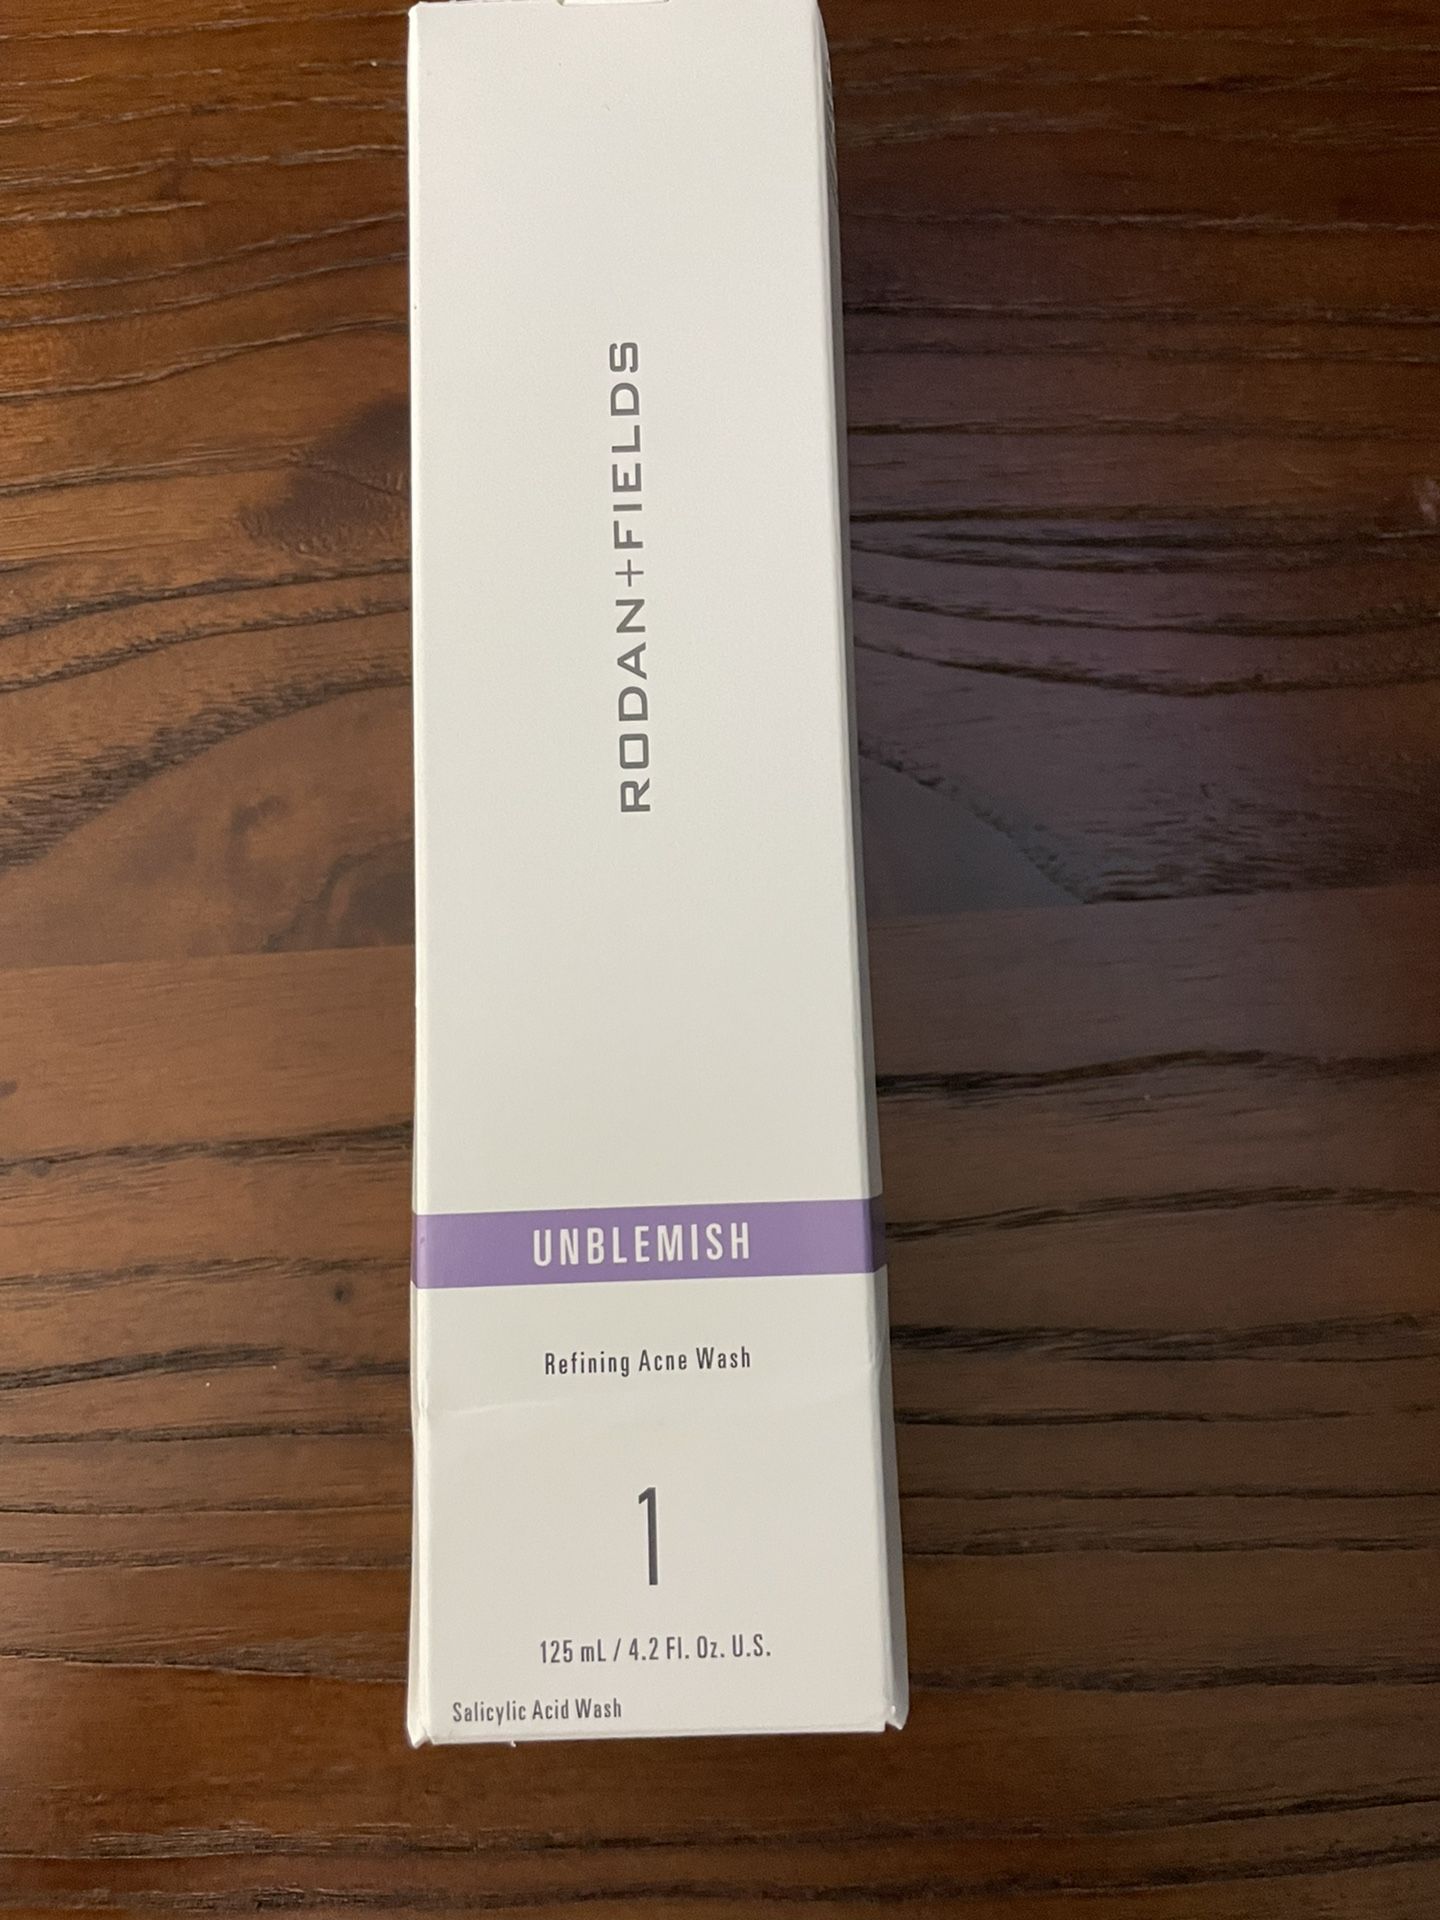 RODAN+FIELDS
UNBLEMISH
Refining Acne Wash
1
125 mL / 4.2 Fl. Oz. U.S.
Salicylic Acid Wash